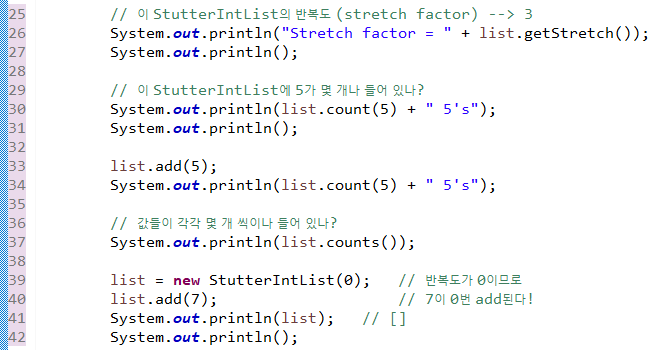 25 // 이 StutterIntList의 반복도 (stretch factor) --> 3
26 System.out.println("Stretch factor = " + list.getStretch());
27 System.out.println();
28
29 // 이 StutterIntList에 5가 몇 개나 들어 있나?
30 System.out.println(list.count(5) + " 5's");
31 System.out.println();
32
33 list.add(5);
34 System.out.println(list.count(5) + " 5's");
35
36 // 값들이 각각 몇 개 씩이나 들어 있나?
37 System.out.println(list.counts());
38
39 list = new StutterIntList(0); // 반복도가 0이므로
40 list.add(7); // 7이 0번 add된다!
41 System.out.println(list); // []
42 System.out.println();